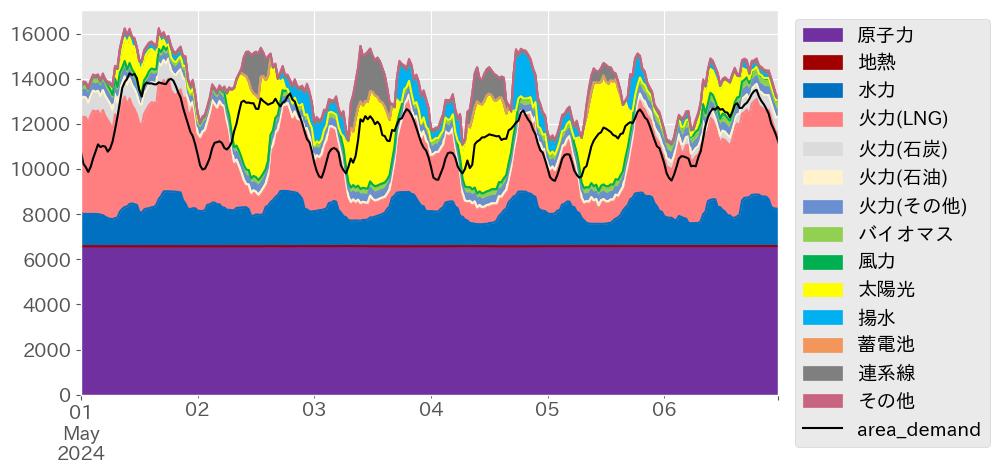 16000
14000
12000
10000
8000
6000
4000
2000
0
01
May
2024
02
03
04
05
06
原子力
地熱
水力
火力(LNG)
火力(石炭)
火力(石油)
火力(その他)
バイオマス
風力
太陽光
揚水
蓄電池
連系線
その他
area_demand